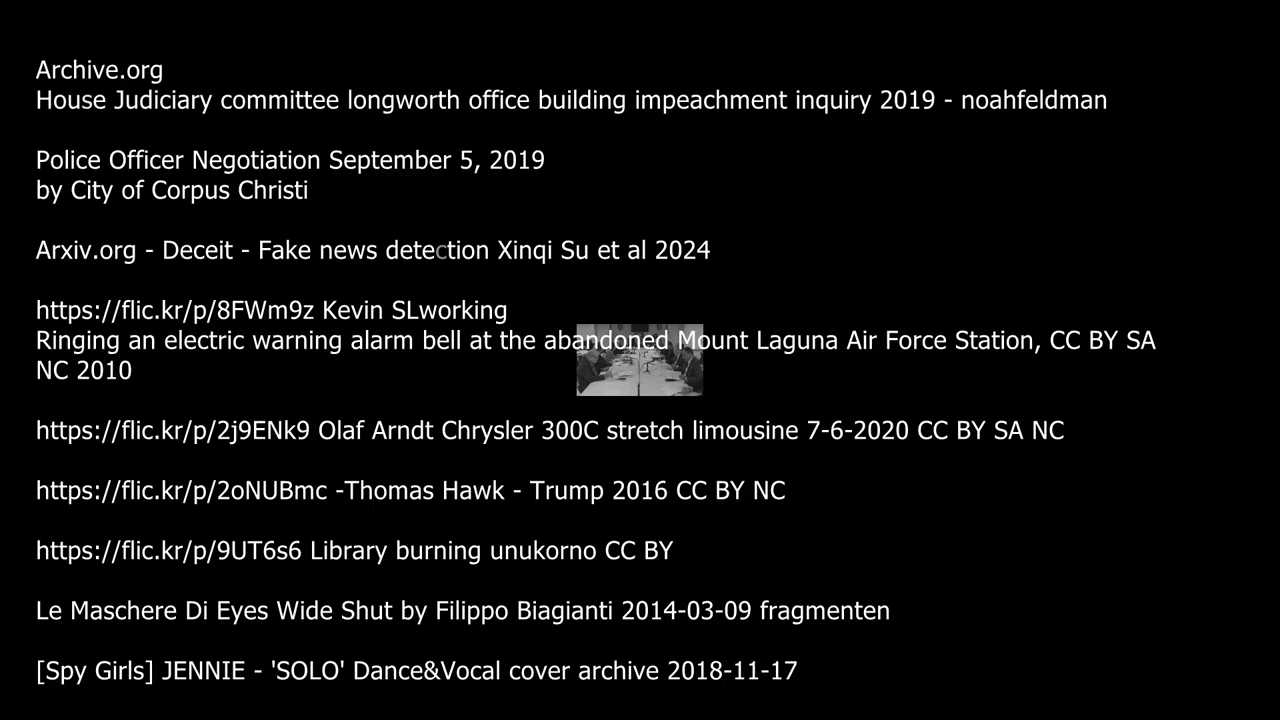 Archive.org
House Judiciary committee longworth office building impeachment inquiry 2019 - noahfeldman
Police Officer Negotiation September 5, 2019
by City of Corpus Christi
Arxiv.org - Deceit - Fake news detection Xinqi Su et al 2024
https://flic.kr/p/8FWm9z Kevin SLworking
Ringing an electric warning alarm bell at the abandoned Mount Laguna Air Force Station, CC BY SA
NC 2010
https://flic.kr/p/2j9ENk9 Olaf Arndt Chrysler 300C stretch limousine 7-6-2020 CC BY SA NC
https://flic.kr/p/2oNUBmc -Thomas Hawk - Trump 2016 CC BY NC
https://flic.kr/p/9UT6s6 Library burning unukorno CC BY
Le Maschere Di Eyes Wide Shut by Filippo Biagianti 2014-03-09 fragmenten
[Spy Girls] JENNIE - 'SOLO' Dance&Vocal cover archive 2018-11-17